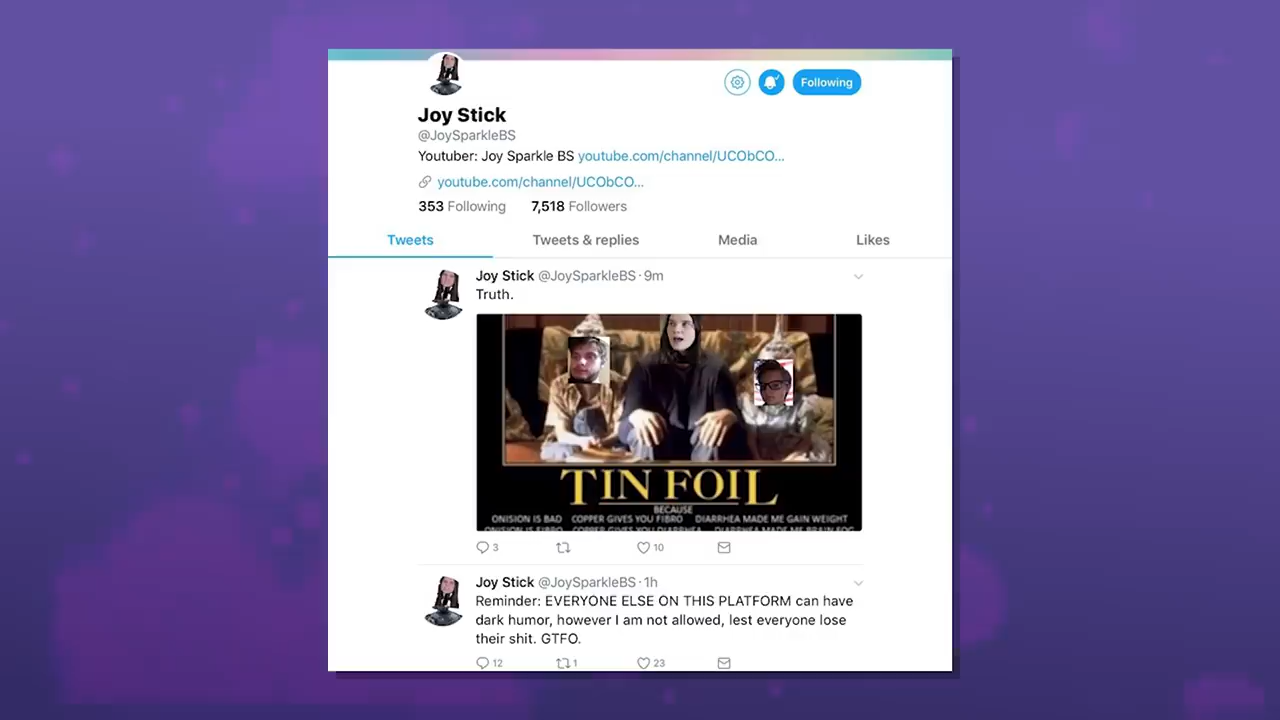 Following
Joy Stick
@JoySparkleBS
Youtuber: Joy Sparkle BS youtube.com/channel/UCObCO...
youtube.com/channel/UCObCO...
353 Following 7,518 Followers
Tweets Tweets & replies Media Likes
Joy Stick @JoySparkleBS · 9m
Truth.
TIN FOIL
BECAUSE
ONISION IS BAD COPPER GIVES YOU FIBRO DIARRHEA MADE ME GAIN WEIGHT
ONISION IS FIBRO COPPER GIVES YOU DIARRHEA DIARRHEA MADE ME BRAIN FOG
3 10
Joy Stick @JoySparkleBS · 1h
Reminder: EVERYONE ELSE ON THIS PLATFORM can have
dark humor, however I am not allowed, lest everyone lose
their shit. GTFO.
12 1 23